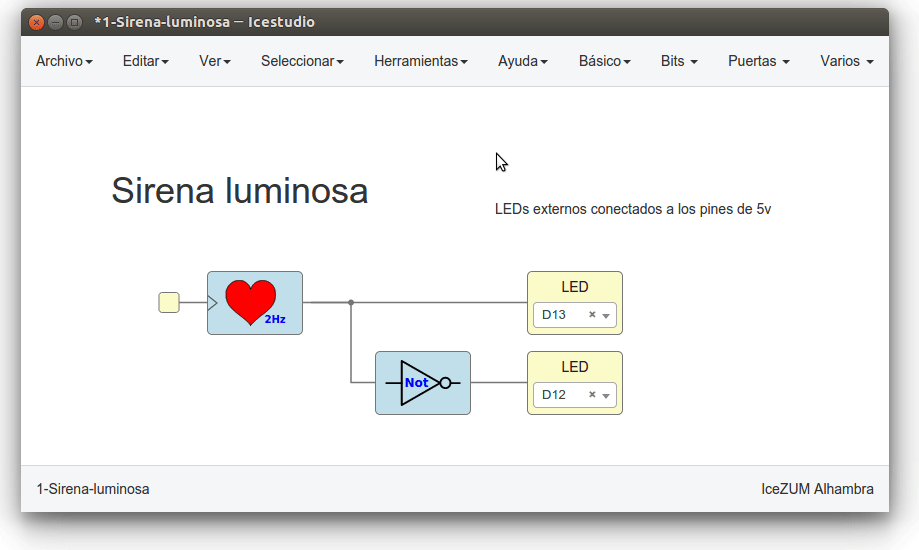 *1-Sirena-luminosa – Icestudio
Archivo Editar Ver Seleccionar Herramientas Ayuda Básico Bits Puertas Varios
Sirena luminosa
LEDs externos conectados a los pines de 5v
2Hz
LED
D13
Not
LED
D12
1-Sirena-luminosa
IceZUM Alhambra